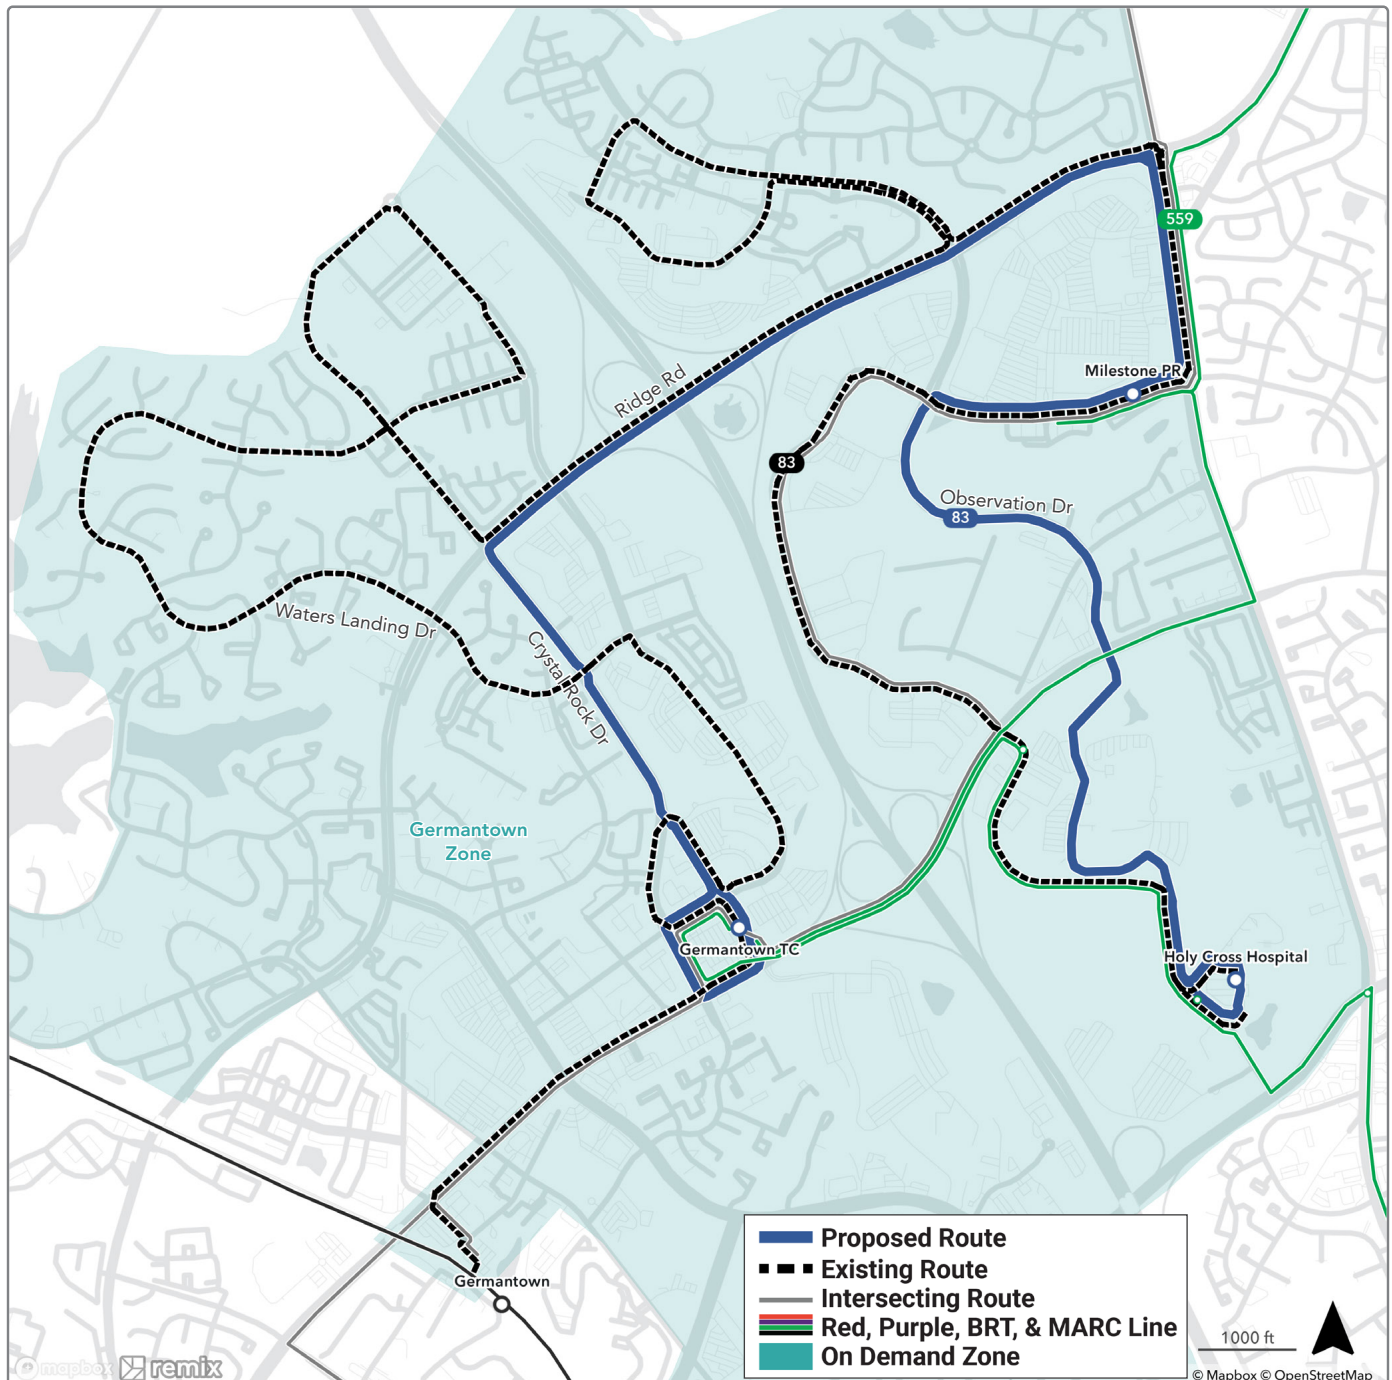 559
Milestone PR
Ridge Rd
83
Observation Dr
83
Waters Landing Dr
Crystal Rock Dr
Germantown
Zone
Germantown TC
Holy Cross Hospital
Germantown
Proposed Route
Existing Route
Intersecting Route
Red, Purple, BRT, & MARC Line
On Demand Zone
1000 ft
mapbox remix
© Mapbox © OpenStreetMap